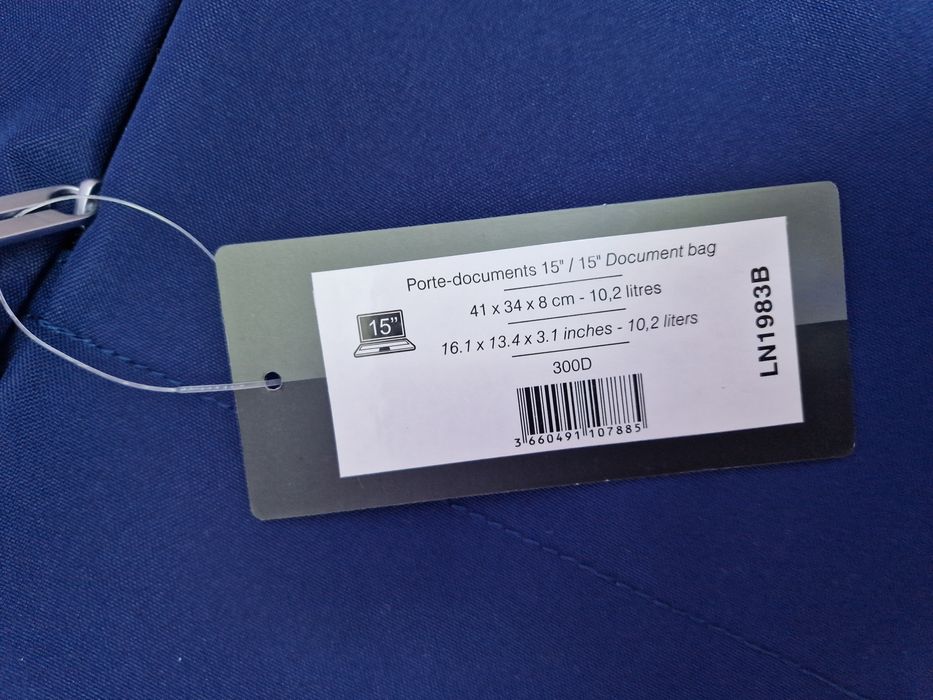 Porte-documents 15" / 15" Document bag
41 x 34 x 8 cm - 10,2 litres
16.1 x 13.4 x 3.1 inches - 10,2 liters
300D
15”
3 660491 107885
LN1983B